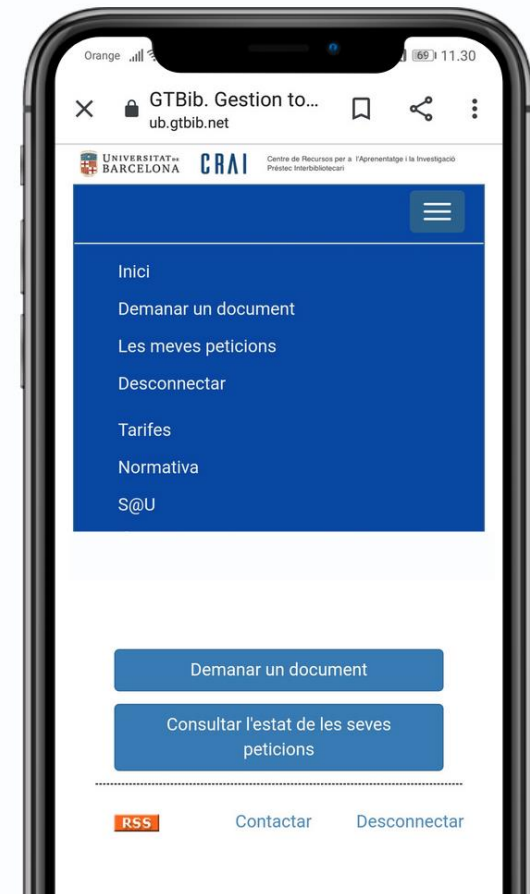 Orange 69 11.30
GTBib. Gestion to...
ub.gtbib.net
UNIVERSITAT DE
BARCELONA
CRAI
Centre de Recursos per a l'Aprenentatge i la Investigació
Préstec Interbibliotecari
Inici
Demanar un document
Les meves peticions
Desconnectar
Tarifes
Normativa
S@U
Demanar un document
Consultar l'estat de les seves
peticions
RSS Contactar Desconnectar